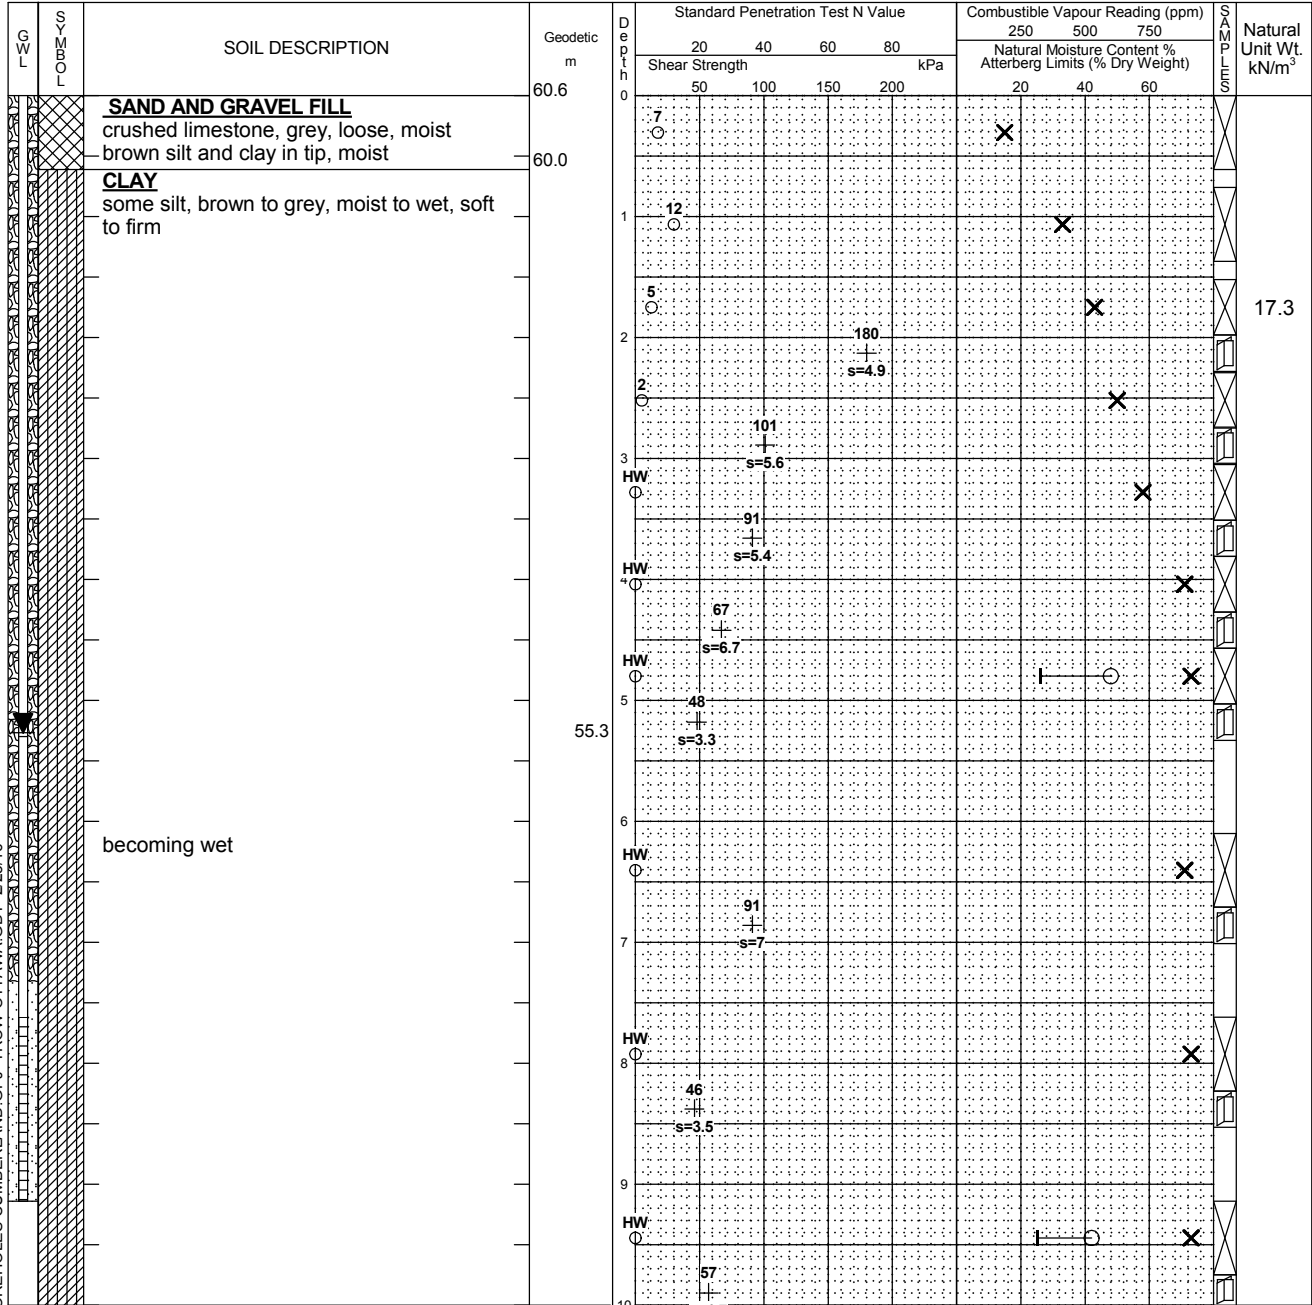 GWL
SYMBOL
SOIL DESCRIPTION
Geodetic
m
Depth
Standard Penetration Test N Value
20 40 60 80
Shear Strength kPa
50 100 150 200
Combustible Vapour Reading (ppm)
250 500 750
Natural Moisture Content %
Atterberg Limits (% Dry Weight)
20 40 60
SAMPLES
Natural
Unit Wt.
kN/m³
60.6
0
SAND AND GRAVEL FILL
crushed limestone, grey, loose, moist
brown silt and clay in tip, moist
7
60.0
CLAY
some silt, brown to grey, moist to wet, soft
to firm
12
1
5
17.3
2
180
s=4.9
2
101
3
s=5.6
HW
91
s=5.4
HW
4
67
s=6.7
HW
5
48
55.3
s=3.3
6
becoming wet
HW
91
7
s=7
HW
8
46
s=3.5
9
HW
57
10